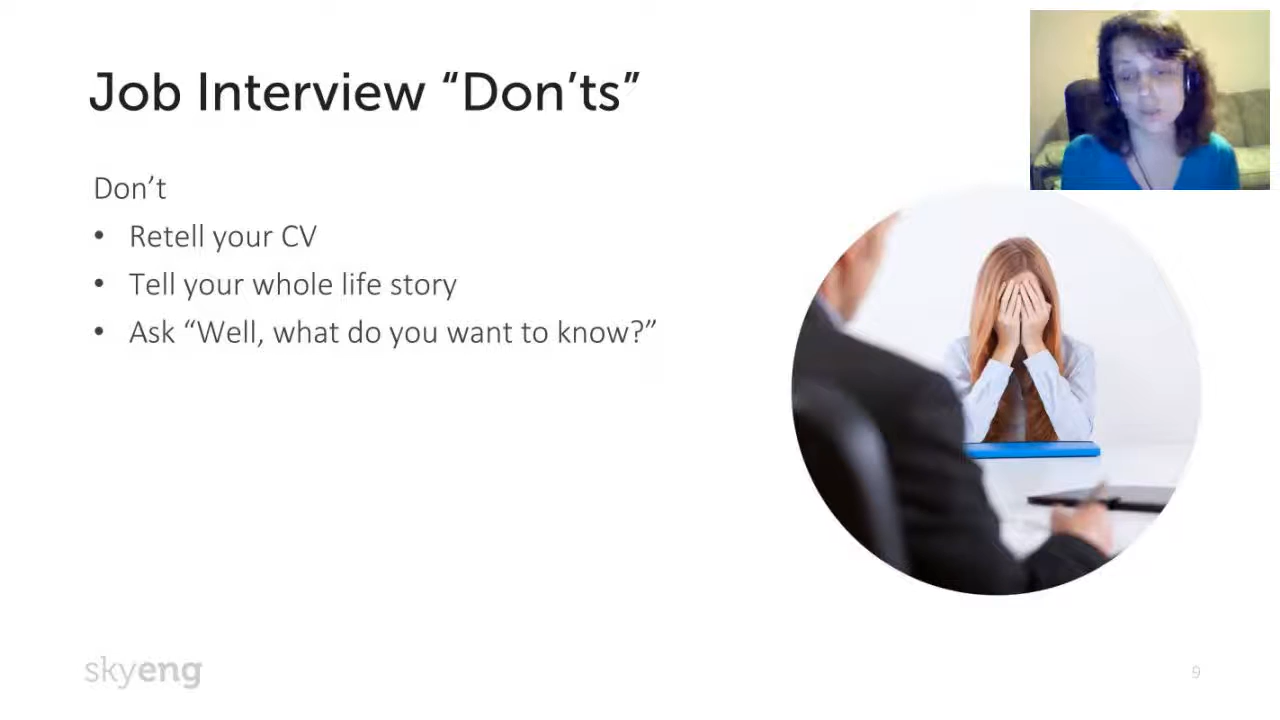 Job Interview “Don’ts”
Don’t
• Retell your CV
• Tell your whole life story
• Ask “Well, what do you want to know?”
skyeng
9